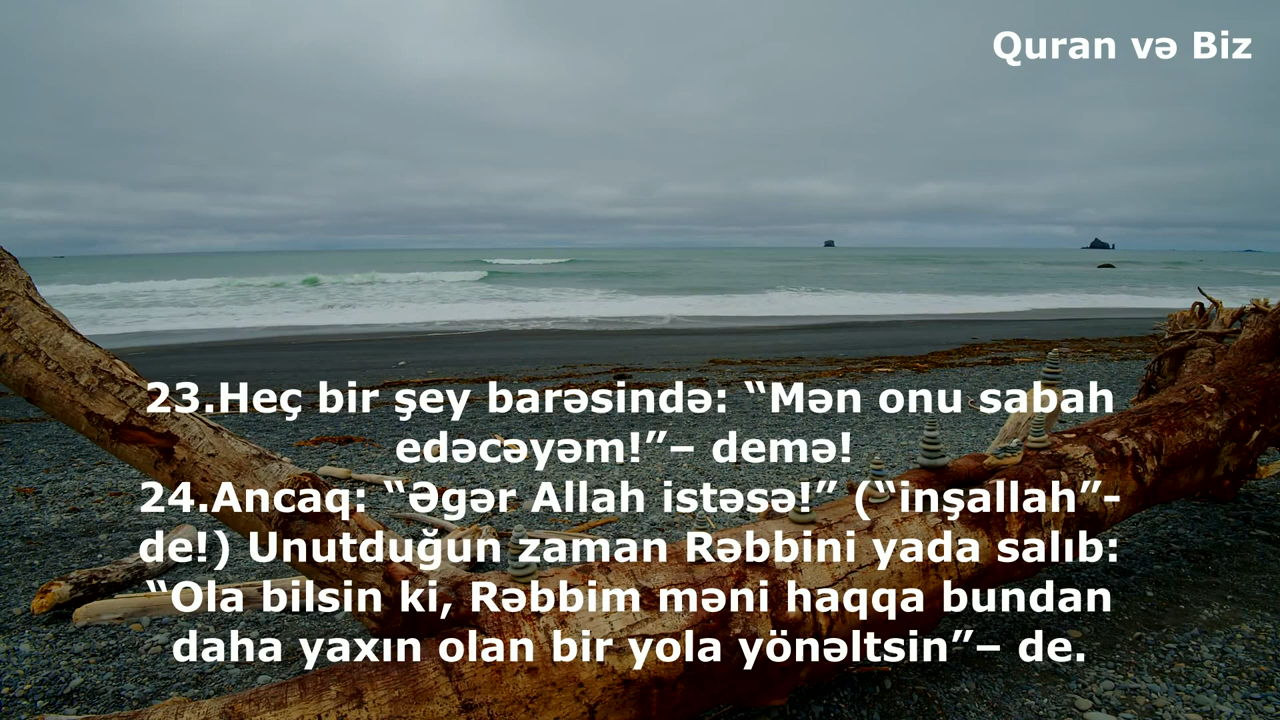 Quran və Biz
23.Heç bir şey barəsində: “Mən onu sabah
edəcəyəm!”– demə!
24.Ancaq: “Əgər Allah istəsə!” (“inşallah”-
de!) Unutduğun zaman Rəbbini yada salıb:
“Ola bilsin ki, Rəbbim məni haqqa bundan
daha yaxın olan bir yola yönəltsin”– de.